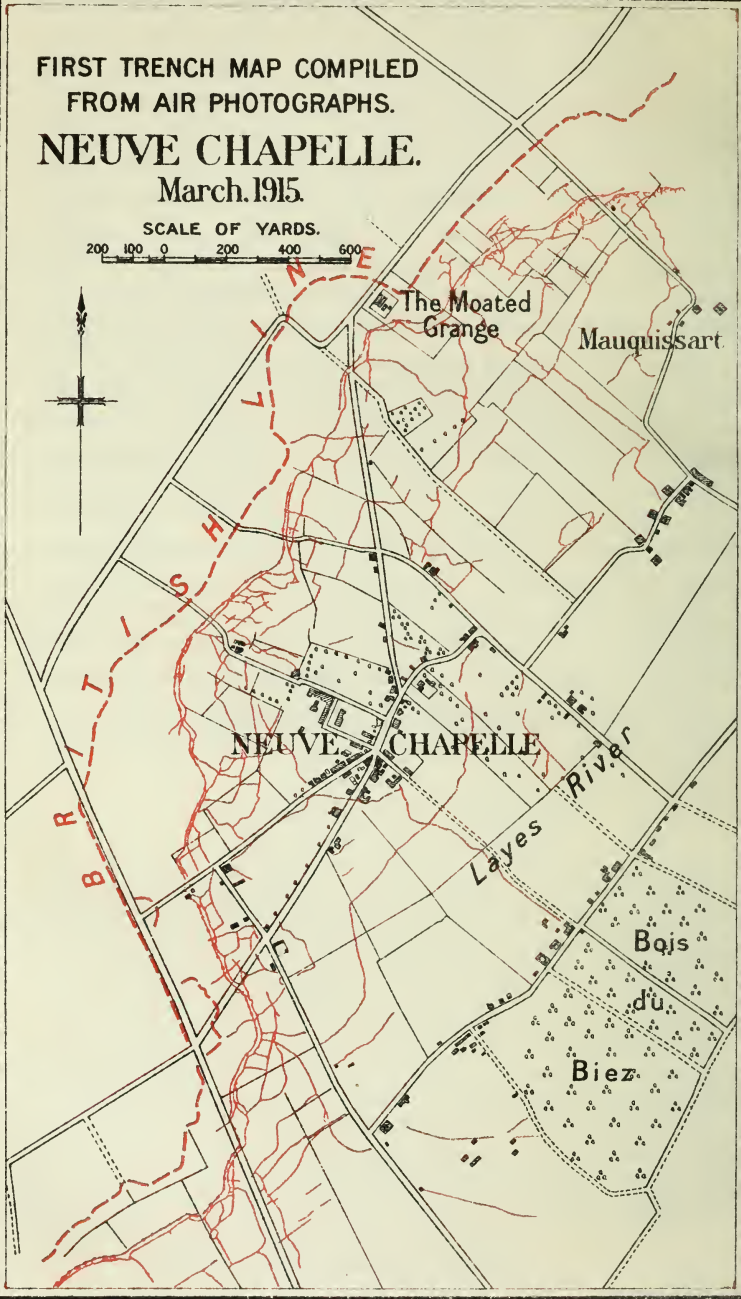 FIRST TRENCH MAP COMPILED
FROM AIR PHOTOGRAPHS.
NEUVE CHAPELLE.
March. 1915.
SCALE OF YARDS.
200 100 0 200 400 600
BRITISH LINE
The Moated
Grange
Mauquissart
NEUVE CHAPELLE
Layes River
Bois
du
Biez